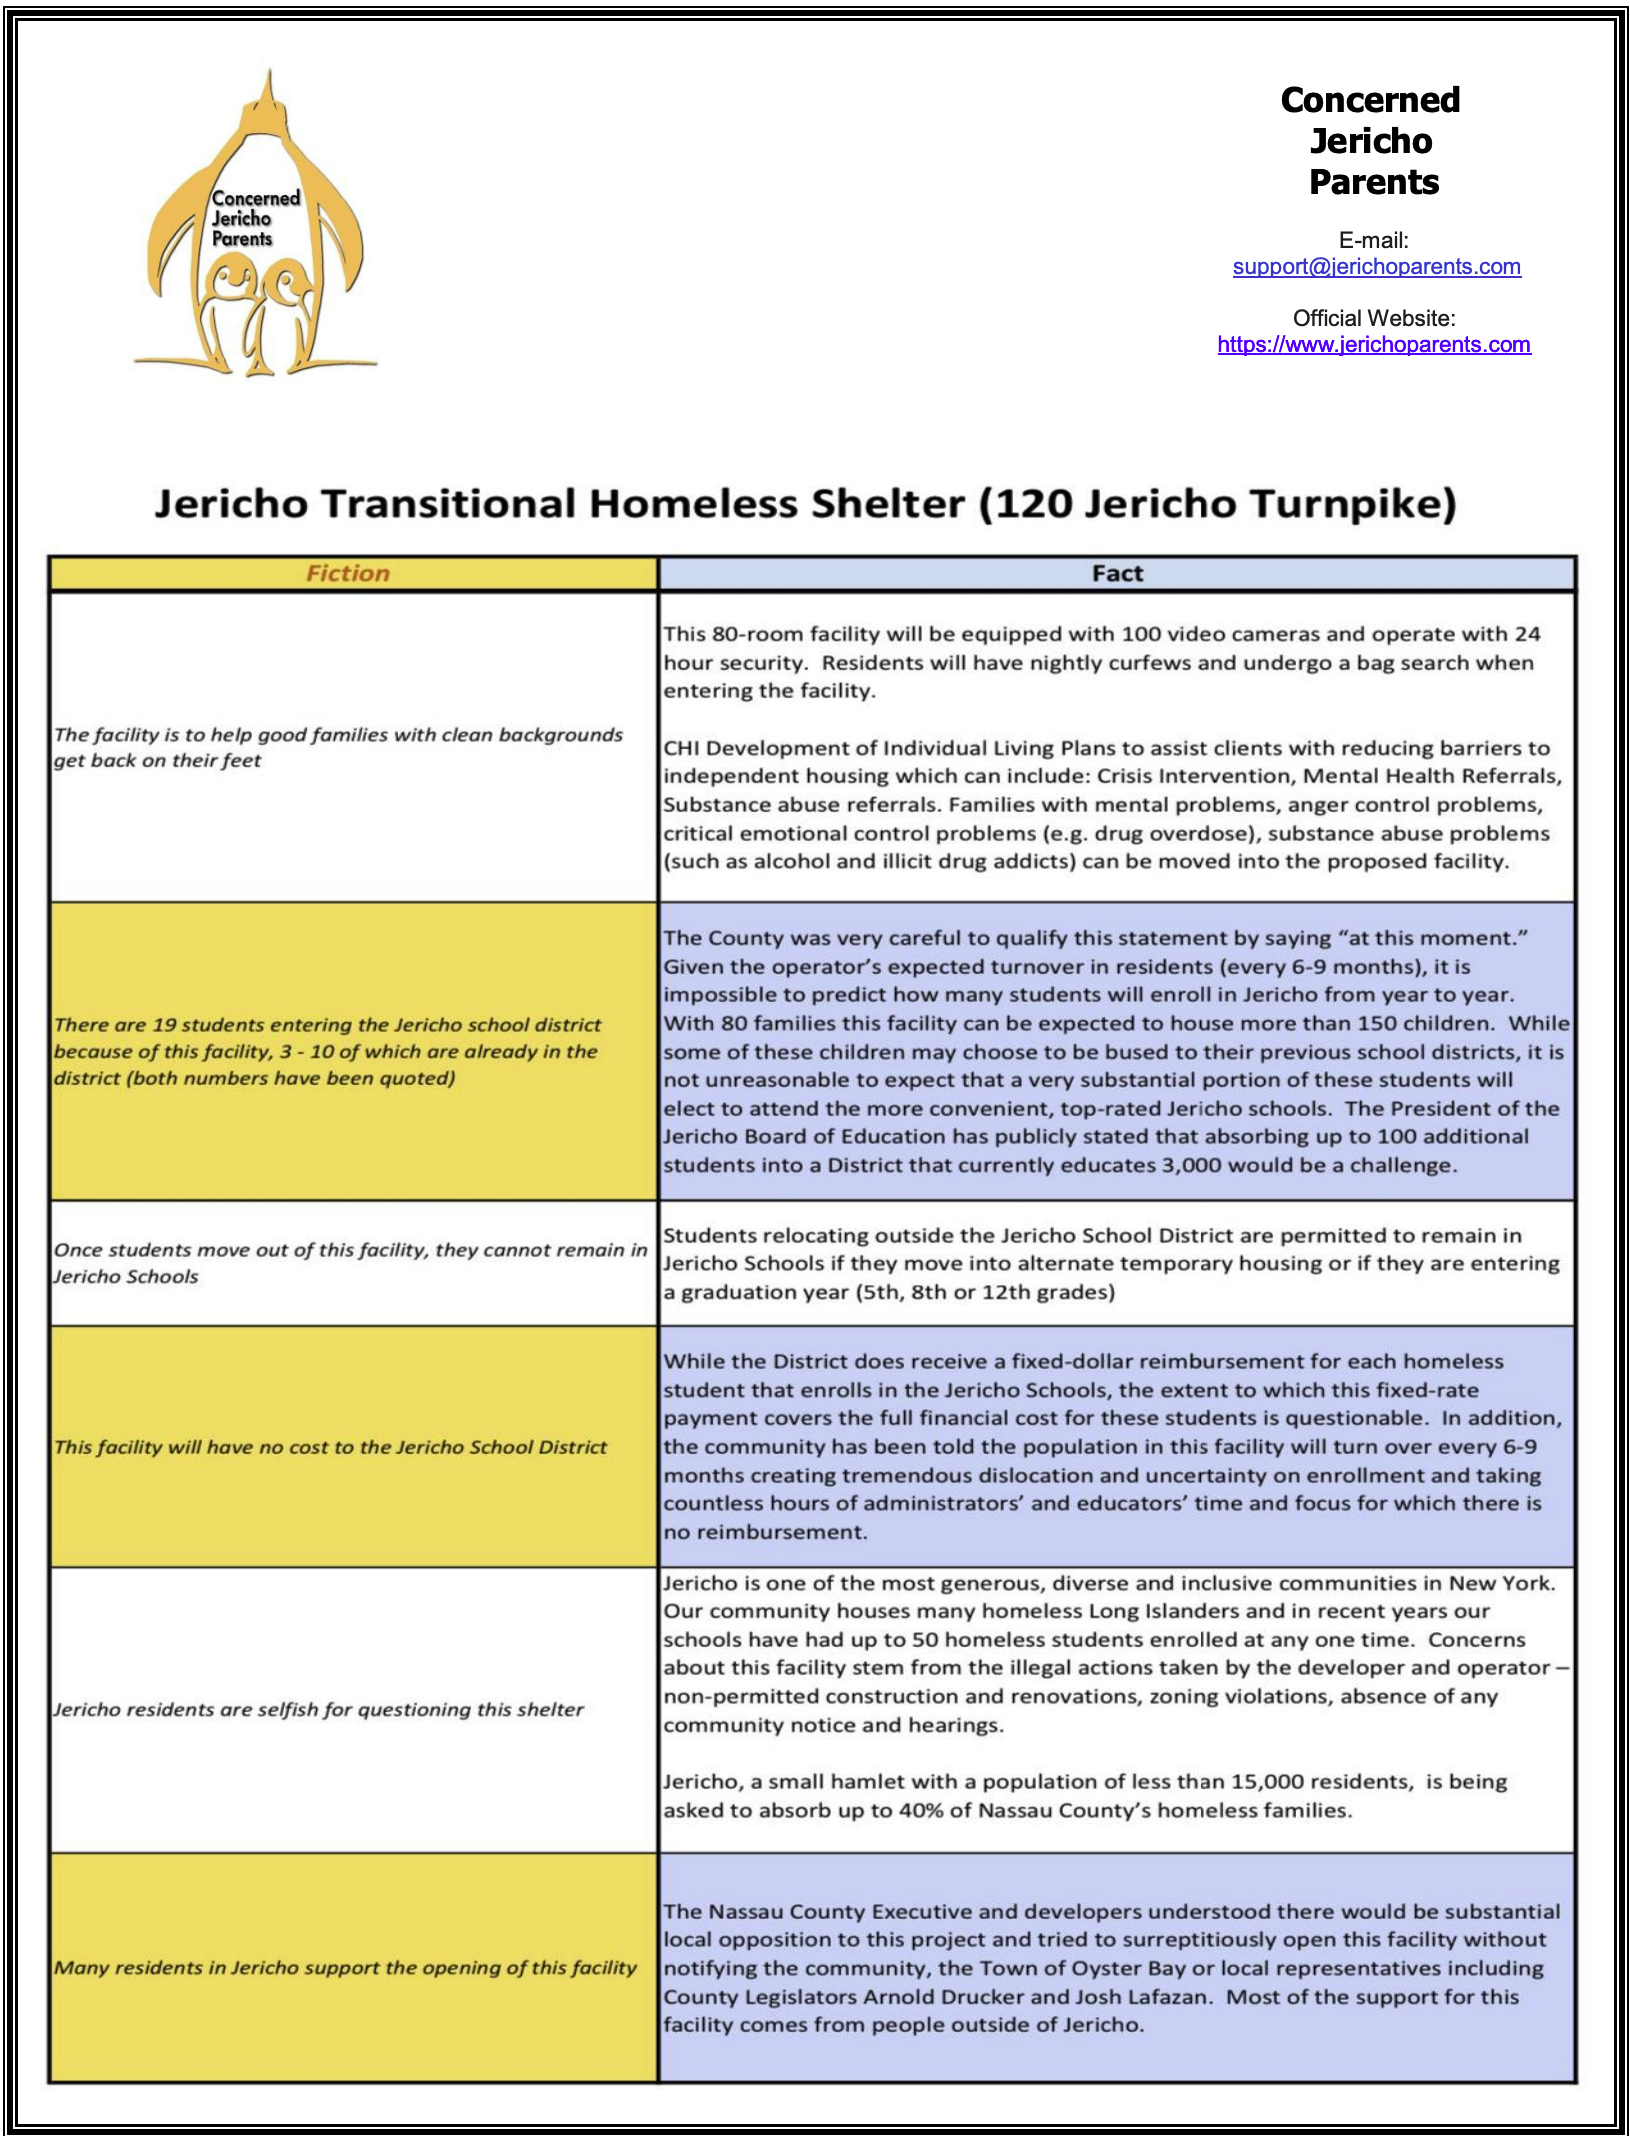 Concerned
Jericho
Parents
Concerned
Jericho
Parents
E-mail:
support@jerichoparents.com
Official Website:
https://www.jerichoparents.com
Jericho Transitional Homeless Shelter (120 Jericho Turnpike)
Fiction
Fact
The facility is to help good families with clean backgrounds
get back on their feet
This 80-room facility will be equipped with 100 video cameras and operate with 24
hour security.  Residents will have nightly curfews and undergo a bag search when
entering the facility.
CHI Development of Individual Living Plans to assist clients with reducing barriers to
independent housing which can include: Crisis Intervention, Mental Health Referrals,
Substance abuse referrals. Families with mental problems, anger control problems,
critical emotional control problems (e.g. drug overdose), substance abuse problems
(such as alcohol and illicit drug addicts) can be moved into the proposed facility.
There are 19 students entering the Jericho school district
because of this facility, 3 - 10 of which are already in the
district (both numbers have been quoted)
The County was very careful to qualify this statement by saying “at this moment.”
Given the operator’s expected turnover in residents (every 6-9 months), it is
impossible to predict how many students will enroll in Jericho from year to year.
With 80 families this facility can be expected to house more than 150 children.  While
some of these children may choose to be bused to their previous school districts, it is
not unreasonable to expect that a very substantial portion of these students will
elect to attend the more convenient, top-rated Jericho schools.  The President of the
Jericho Board of Education has publicly stated that absorbing up to 100 additional
students into a District that currently educates 3,000 would be a challenge.
Once students move out of this facility, they cannot remain in
Jericho Schools
Students relocating outside the Jericho School District are permitted to remain in
Jericho Schools if they move into alternate temporary housing or if they are entering
a graduation year (5th, 8th or 12th grades)
This facility will have no cost to the Jericho School District
While the District does receive a fixed-dollar reimbursement for each homeless
student that enrolls in the Jericho Schools, the extent to which this fixed-rate
payment covers the full financial cost for these students is questionable.  In addition,
the community has been told the population in this facility will turn over every 6-9
months creating tremendous dislocation and uncertainty on enrollment and taking
countless hours of administrators’ and educators’ time and focus for which there is
no reimbursement.
Jericho residents are selfish for questioning this shelter
Jericho is one of the most generous, diverse and inclusive communities in New York.
Our community houses many homeless Long Islanders and in recent years our
schools have had up to 50 homeless students enrolled at any one time.  Concerns
about this facility stem from the illegal actions taken by the developer and operator –
non-permitted construction and renovations, zoning violations, absence of any
community notice and hearings.
Jericho, a small hamlet with a population of less than 15,000 residents,  is being
asked to absorb up to 40% of Nassau County’s homeless families.
Many residents in Jericho support the opening of this facility
The Nassau County Executive and developers understood there would be substantial
local opposition to this project and tried to surreptitiously open this facility without
notifying the community, the Town of Oyster Bay or local representatives including
County Legislators Arnold Drucker and Josh Lafazan.  Most of the support for this
facility comes from people outside of Jericho.